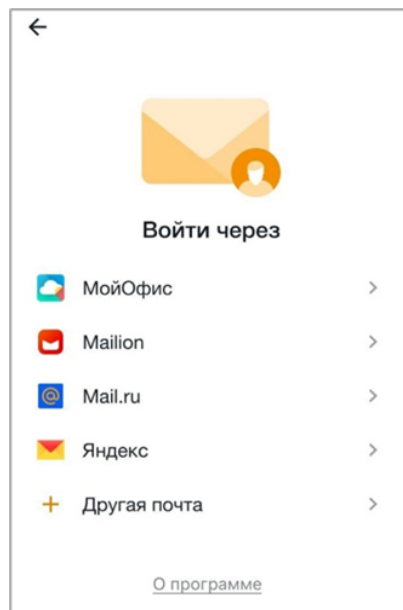 Войти через
МойОфис
Mailion
Mail.ru
Яндекс
Другая почта
О программе